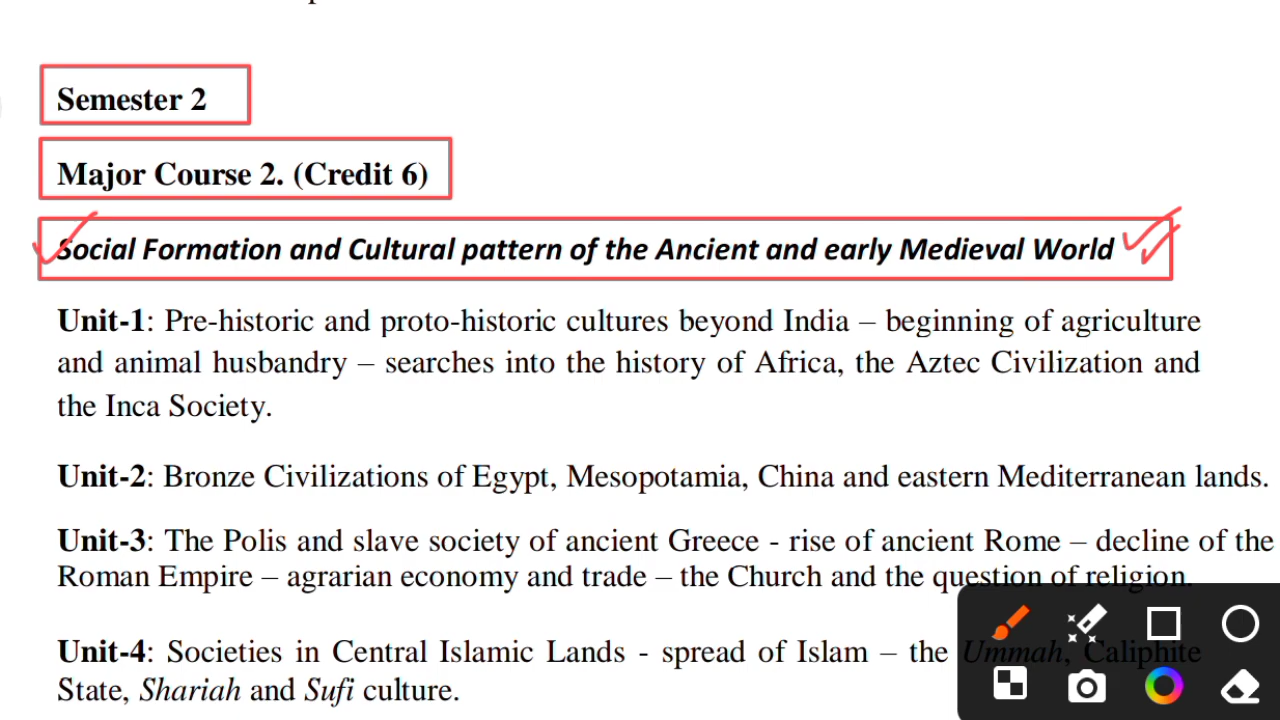 Semester 2
Major Course 2. (Credit 6)
Social Formation and Cultural pattern of the Ancient and early Medieval World
Unit-1: Pre-historic and proto-historic cultures beyond India – beginning of agriculture
and animal husbandry – searches into the history of Africa, the Aztec Civilization and
the Inca Society.
Unit-2: Bronze Civilizations of Egypt, Mesopotamia, China and eastern Mediterranean lands.
Unit-3: The Polis and slave society of ancient Greece - rise of ancient Rome – decline of the
Roman Empire – agrarian economy and trade – the Church and the question of religion.
Unit-4: Societies in Central Islamic Lands - spread of Islam – the Ummah, Caliphite
State, Shariah and Sufi culture.